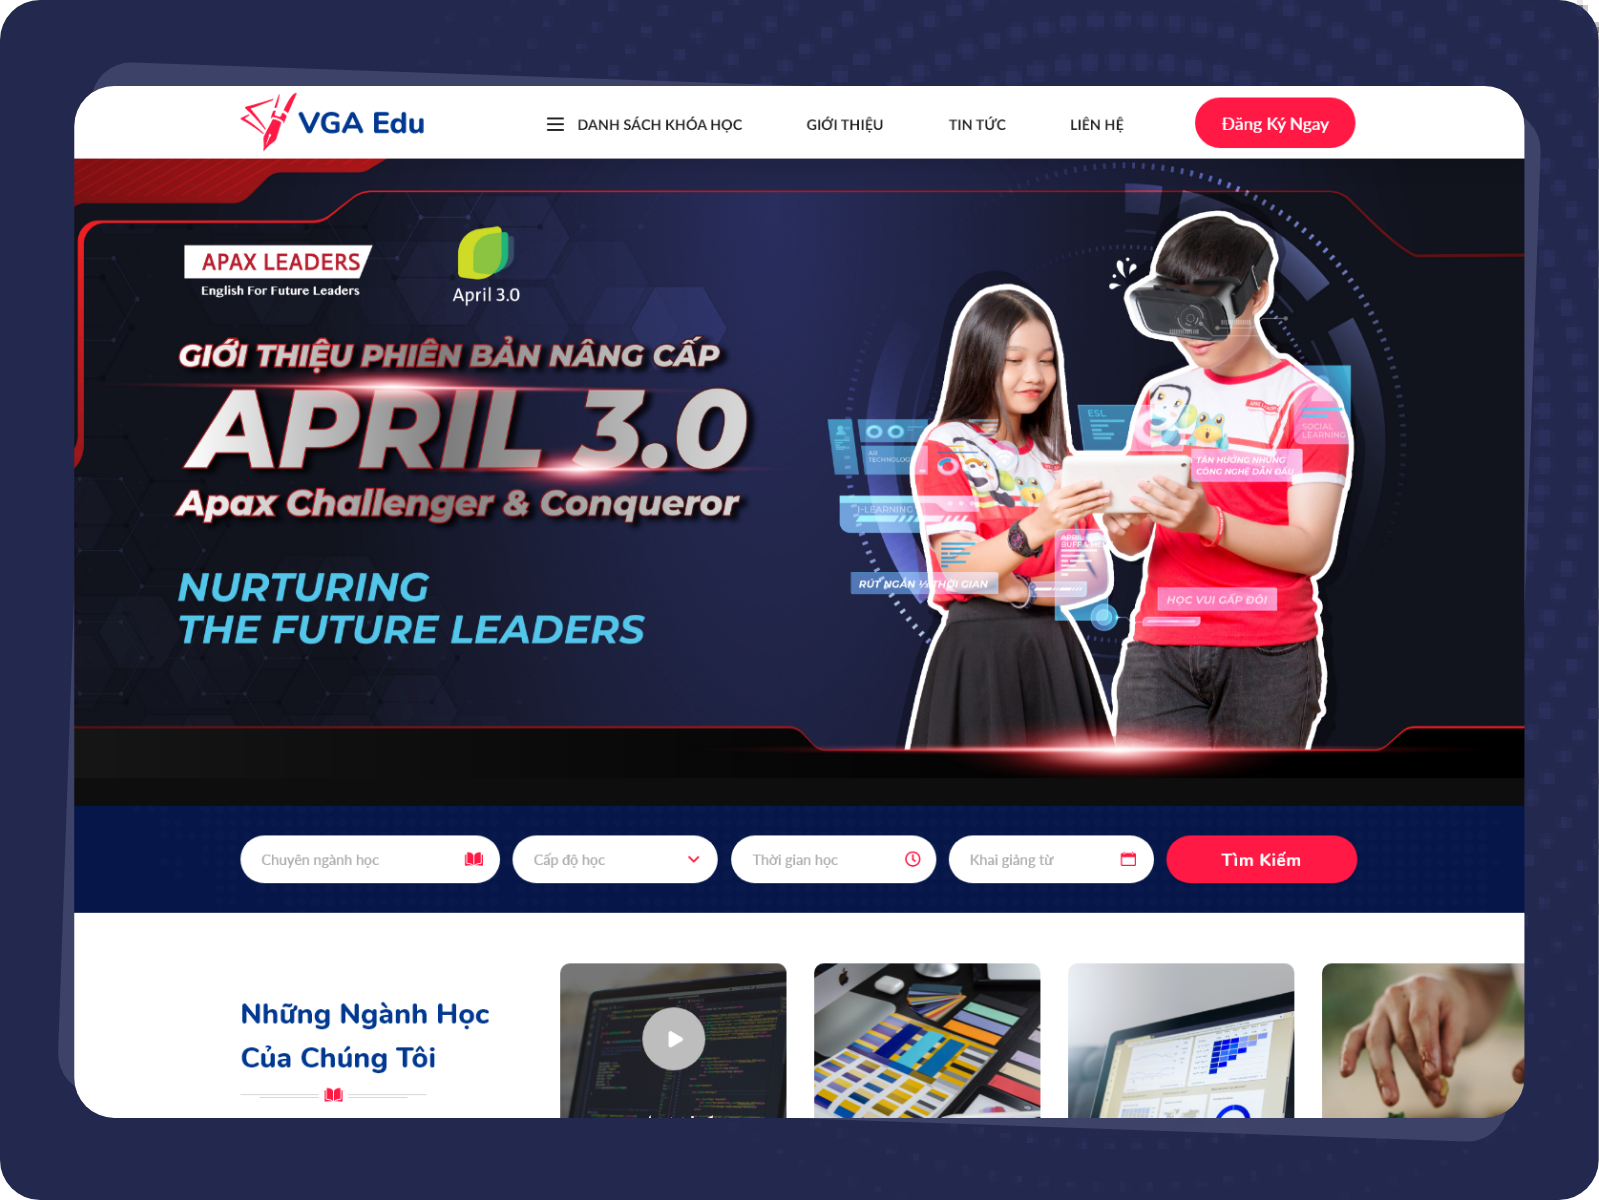 VGA Edu
DANH SÁCH KHÓA HỌC
GIỚI THIỆU
TIN TỨC
LIÊN HỆ
Đăng Ký Ngay
APAX LEADERS
English For Future Leaders
April 3.0
GIỚI THIỆU PHIÊN BẢN NÂNG CẤP
APRIL 3.0
Apax Challenger & Conqueror
NURTURING
THE FUTURE LEADERS
ESL
SOCIAL
LEARNING
AR
TECHNOLOGY
TẬN HƯỞNG NHỮNG
CÔNG NGHỆ DẪN ĐẦU
I-LEARNING
APRIL
RÚT NGẮN ⅓ THỜI GIAN
HỌC VUI GẤP ĐÔI
Chuyên ngành học
Cấp độ học
Thời gian học
Khai giảng từ
Tìm Kiếm
Những Ngành Học
Của Chúng Tôi